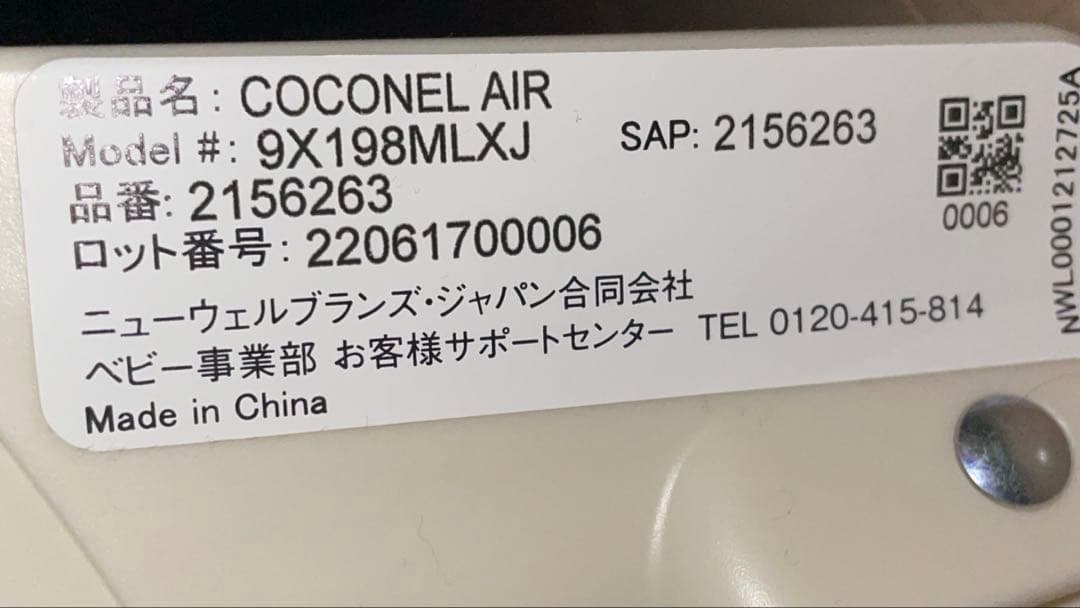 製品名: COCONEL AIR
Model #: 9X198MLXJ SAP: 2156263
品番: 2156263
ロット番号: 22061700006
ニューウェルブランズ・ジャパン合同会社
ベビー事業部 お客様サポートセンター TEL 0120-415-814
Made in China
0006
NWL0001212725A